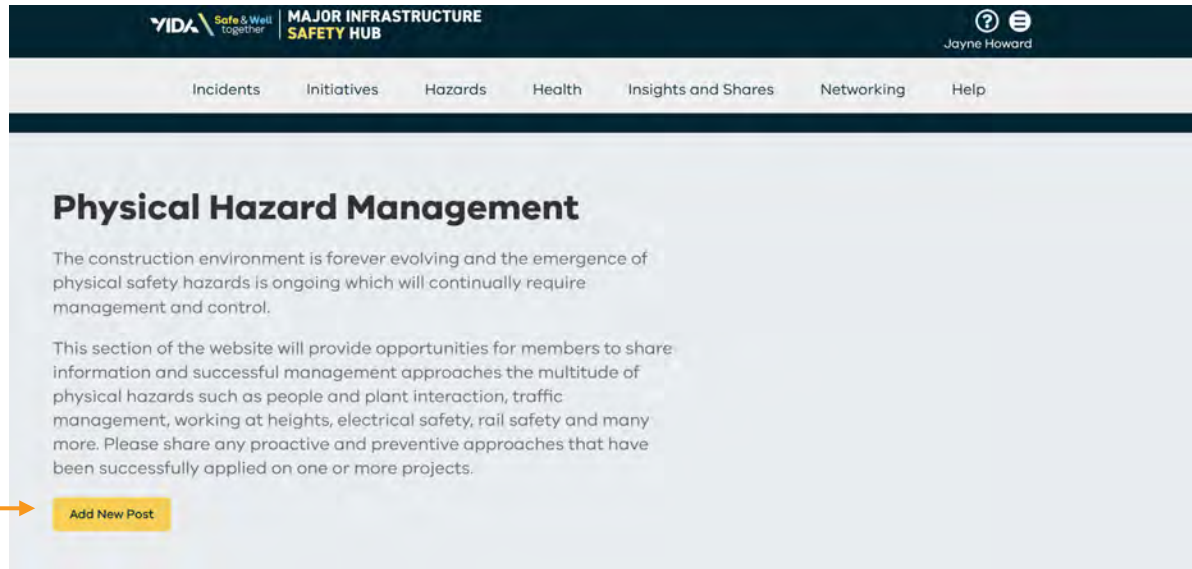 VIDA Safe & Well together MAJOR INFRASTRUCTURE SAFETY HUB
Jayne Howard
Incidents Initiatives Hazards Health Insights and Shares Networking Help
Physical Hazard Management
The construction environment is forever evolving and the emergence of
physical safety hazards is ongoing which will continually require
management and control.
This section of the website will provide opportunities for members to share
information and successful management approaches the multitude of
physical hazards such as people and plant interaction, traffic
management, working at heights, electrical safety, rail safety and many
more. Please share any proactive and preventive approaches that have
been successfully applied on one or more projects.
Add New Post